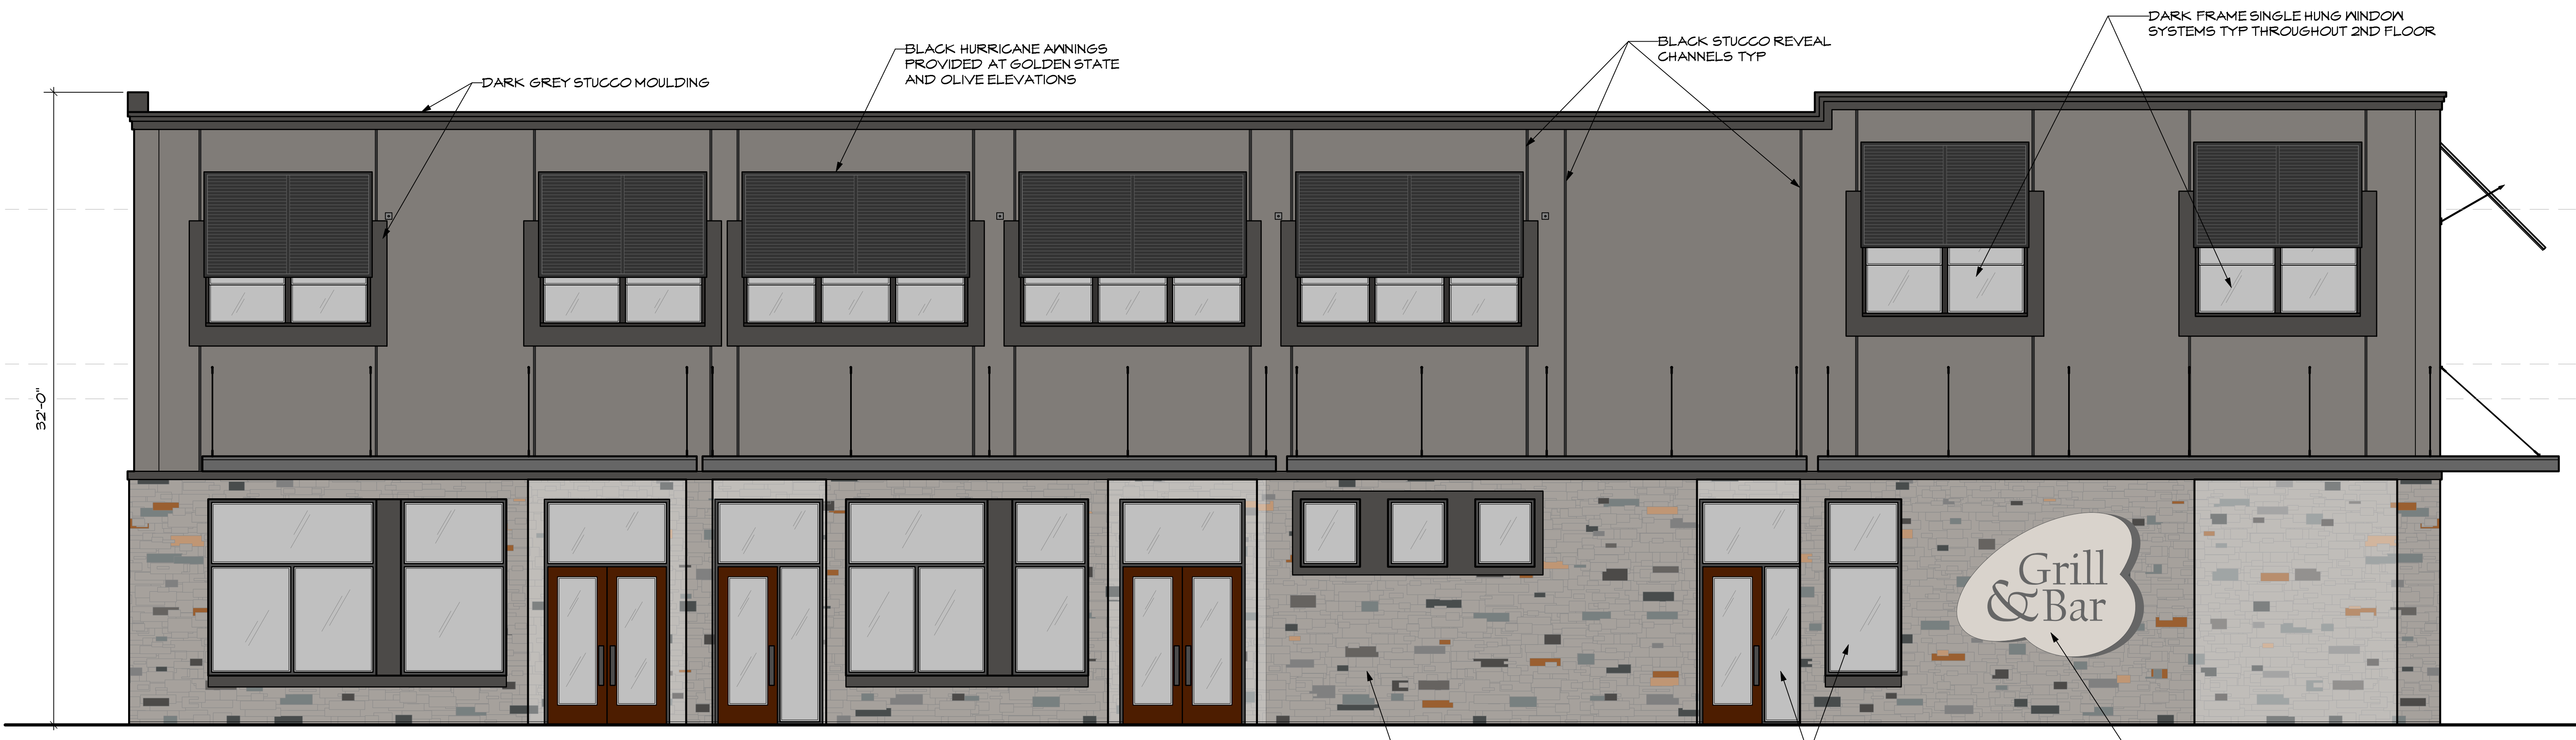 DARK FRAME SINGLE HUNG WINDOW
SYSTEMS TYP THROUGHOUT 2ND FLOOR
BLACK STUCCO REVEAL
CHANNELS TYP
BLACK HURRICANE AWNINGS
PROVIDED AT GOLDEN STATE
AND OLIVE ELEVATIONS
DARK GREY STUCCO MOULDING
32'-0"
Grill
& Bar